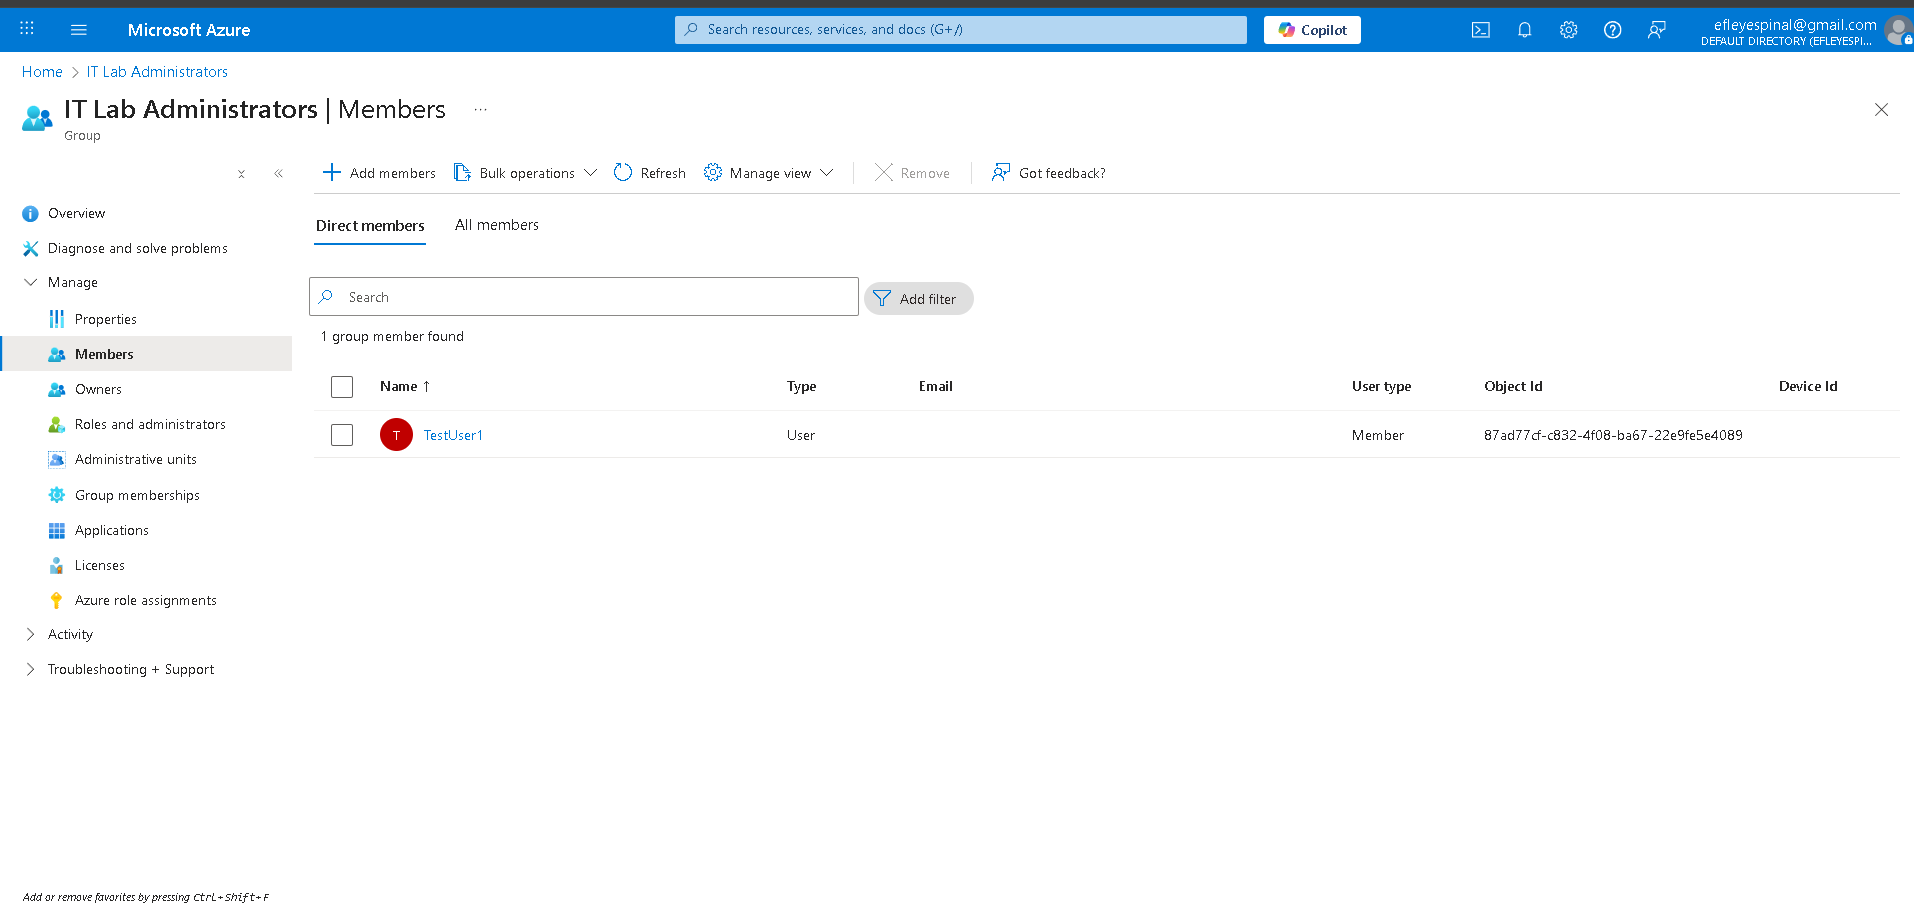 Microsoft Azure
Search resources, services, and docs (G+/)
Copilot
efleyespinal@gmail.com
DEFAULT DIRECTORY (EFLEYESPI...
Home > IT Lab Administrators
IT Lab Administrators | Members ...
Group
Add members Bulk operations Refresh Manage view Remove Got feedback?
Overview
Diagnose and solve problems
Manage
Properties
Members
Owners
Roles and administrators
Administrative units
Group memberships
Applications
Licenses
Azure role assignments
Activity
Troubleshooting + Support
Direct members All members
Search Add filter
1 group member found
Name ↑ Type Email User type Object Id Device Id
T TestUser1 User Member 87ad77cf-c832-4f08-ba67-22e9fe5e4089
Add or remove favorites by pressing Ctrl+Shift+F